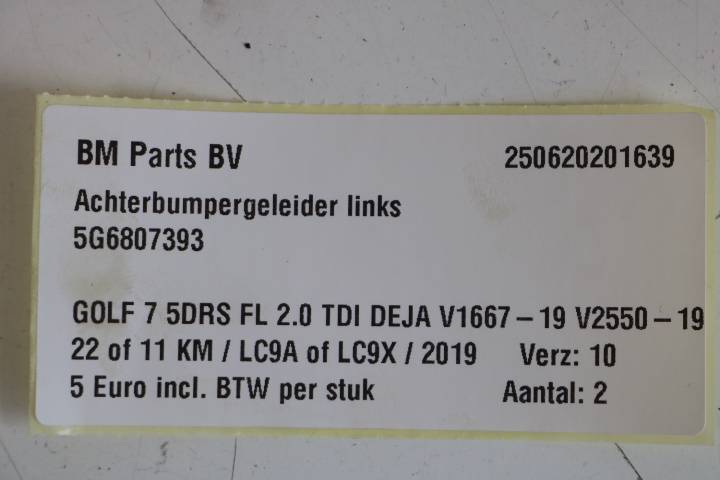 BM Parts BV 250620201639
Achterbumpergeleider links
5G6807393
GOLF 7 5DRS FL 2.0 TDI DEJA V1667 – 19 V2550 – 19
22 of 11 KM / LC9A of LC9X / 2019 Verz: 10
5 Euro incl. BTW per stuk Aantal: 2